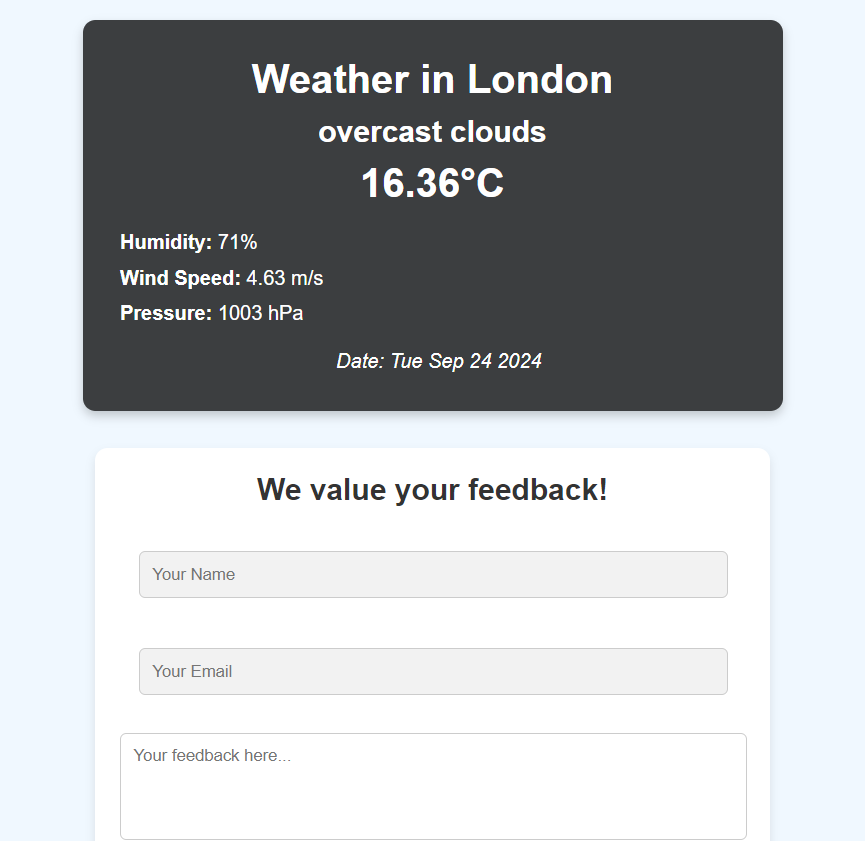 Weather in London
overcast clouds
16.36°C
Humidity: 71%
Wind Speed: 4.63 m/s
Pressure: 1003 hPa
Date: Tue Sep 24 2024
We value your feedback!
Your Name
Your Email
Your feedback here...